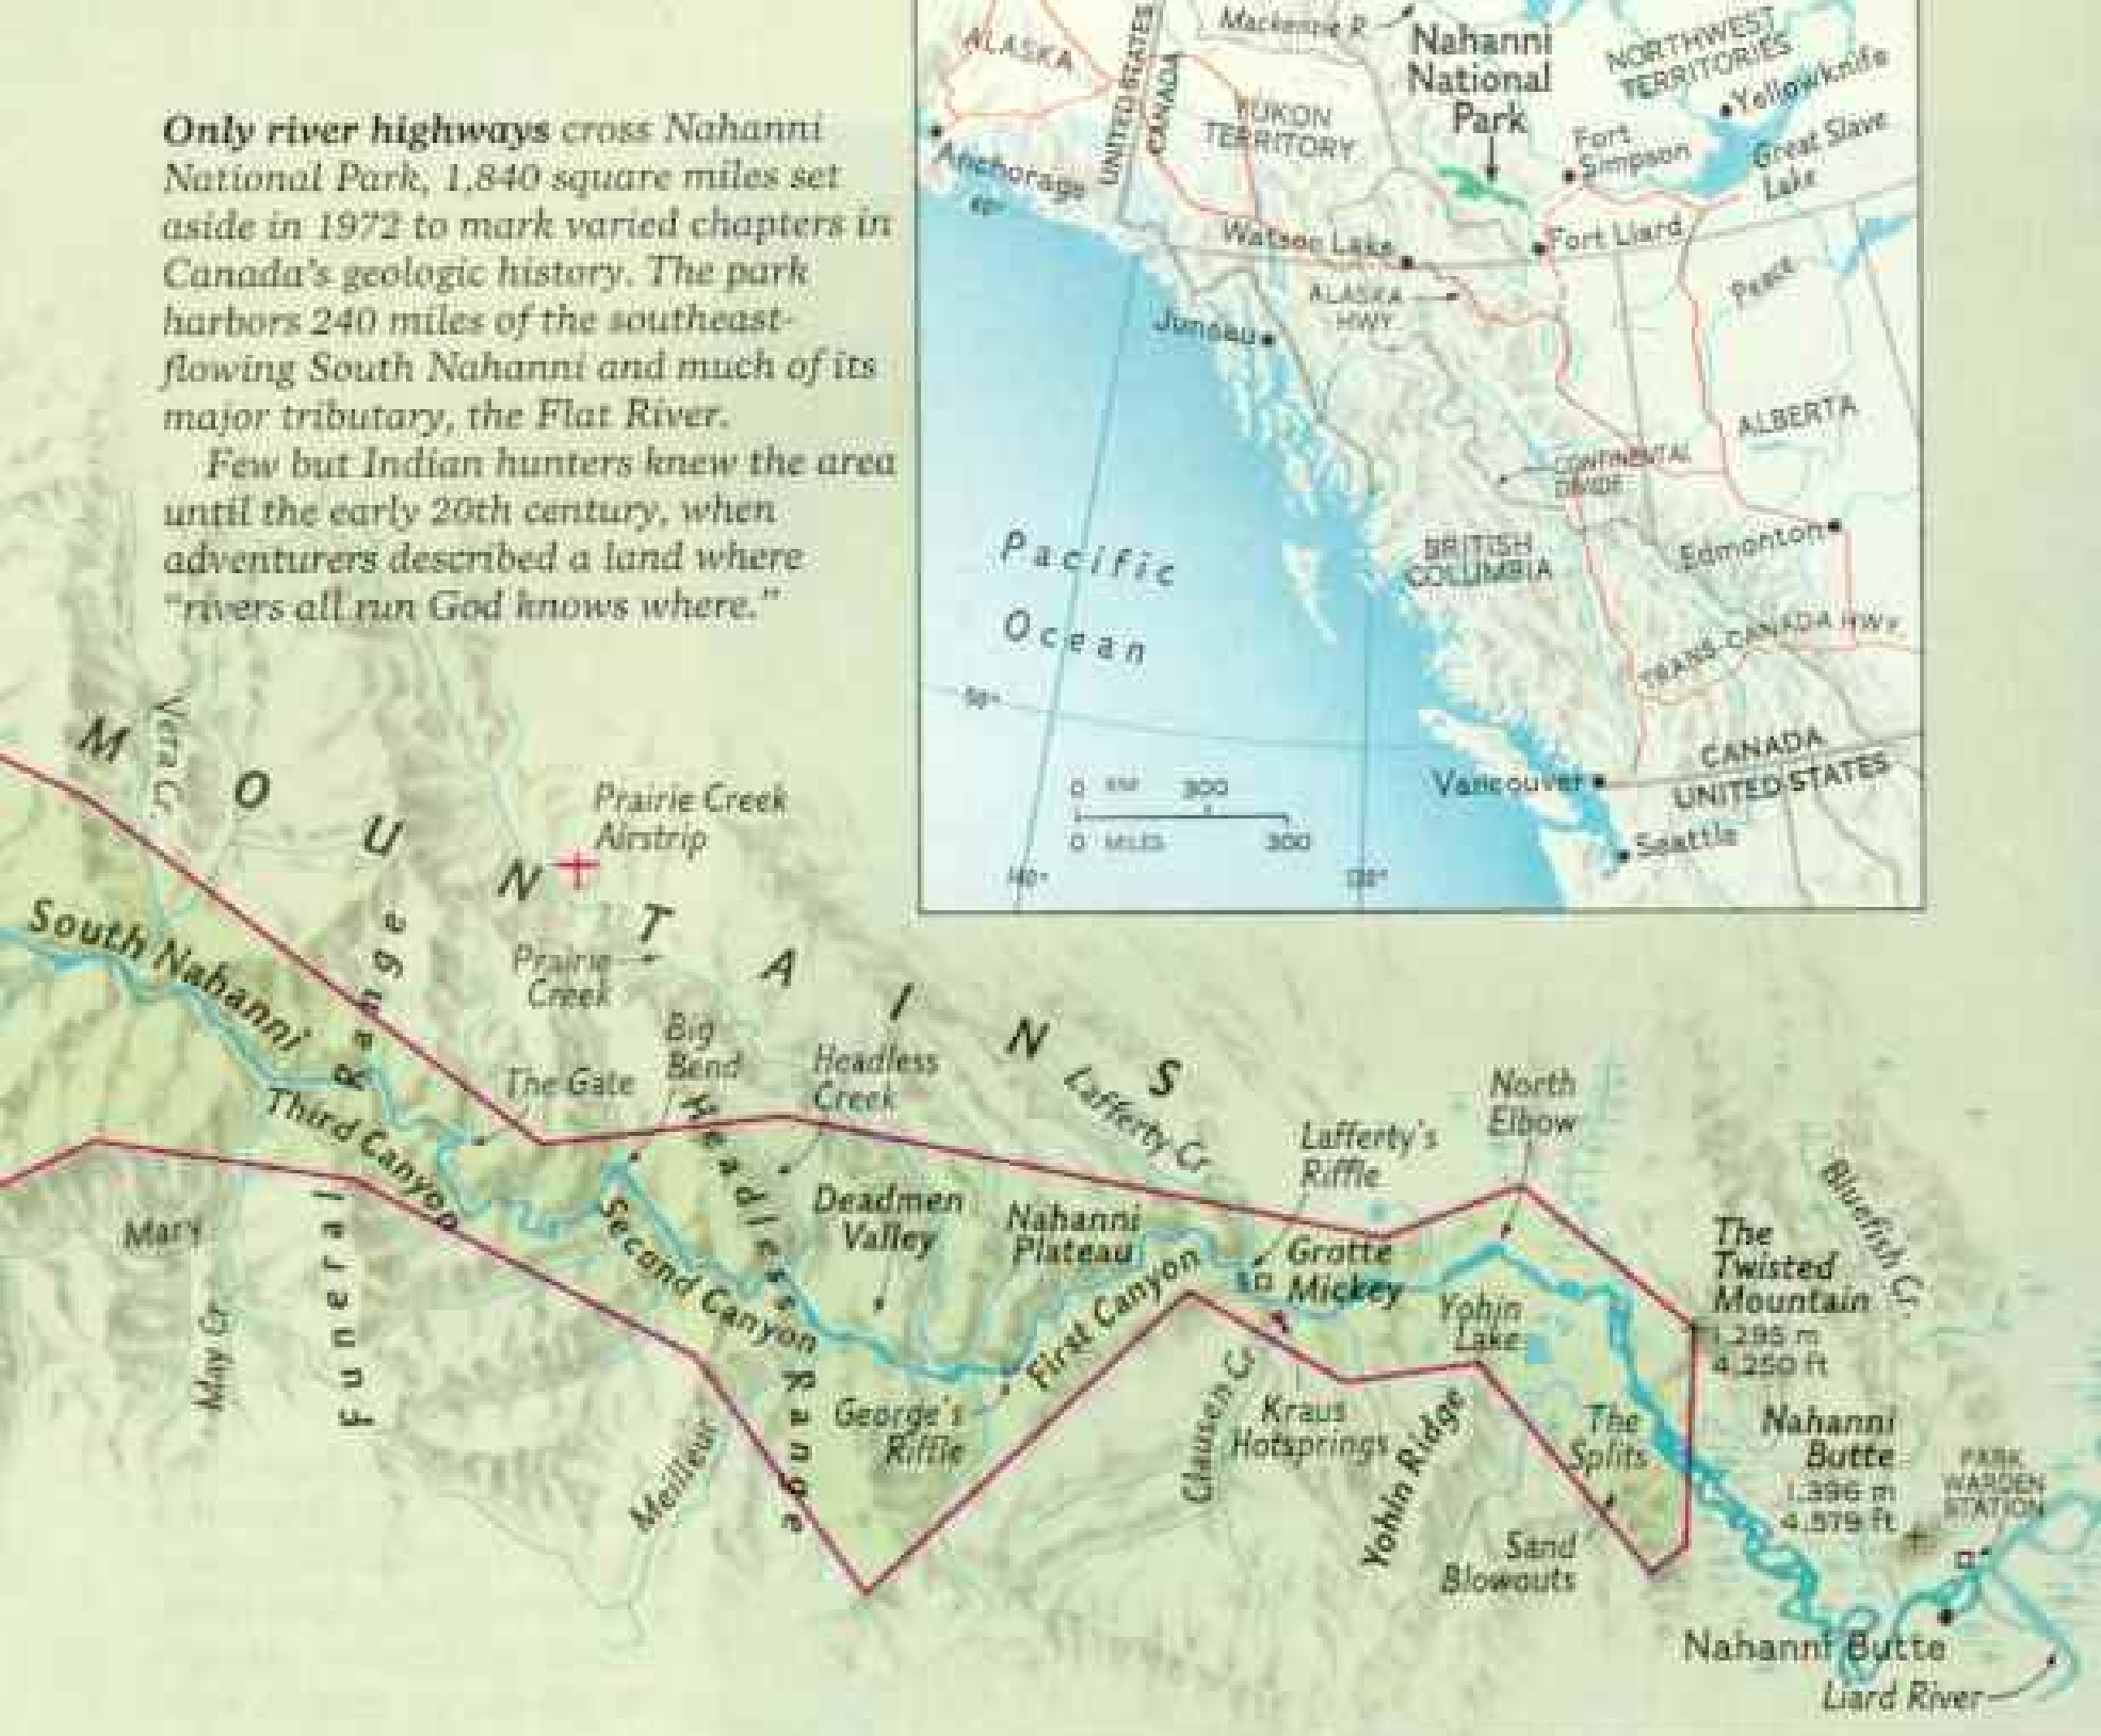 Only river highways cross Nahanni
National Park, 1,840 square miles set
aside in 1972 to mark varied chapters in
Canada's geologic history. The park
harbors 240 miles of the southeast-
flowing South Nahanni and much of its
major tributary, the Flat River.
Few but Indian hunters knew the area
until the early 20th century, when
adventurers described a land where
"rivers all run God knows where."
ALASKA
UNITED STATES
CANADA
Mackenzie R.
Nahanni
National
Park
NORTHWEST
TERRITORIES
Yellowknife
YUKON
TERRITORY
Fort
Simpson
Great Slave
Lake
Anchorage
60°
Watson Lake
Fort Liard
ALASKA
HWY.
Peace
Juneau
ALBERTA
CONTINENTAL
DIVIDE
Pacific
Ocean
BRITISH
COLUMBIA
Edmonton
TRANS-CANADA HWY.
50°
CANADA
UNITED STATES
Vancouver
Seattle
0 KM 300
0 MILES 300
140°
130°
MOUNTAINS
Vera Cr.
Prairie Creek
Airstrip
South Nahanni
Prairie
Creek
Big
Bend
The Gate
Headless
Creek
Lafferty Cr.
Third Canyon
Funeral Range
Mary
May Cr.
Second Canyon
Headless Range
Deadmen
Valley
Nahanni
Plateau
First Canyon
George's
Riffle
Meilleur
Lafferty's
Riffle
North
Elbow
Grotte
Mickey
Yohin
Lake
Clausen Cr.
Kraus
Hotsprings
Yohin Ridge
The
Splits
Sand
Blowouts
The
Twisted
Mountain
1,295 m
4,250 ft
Bluefish Cr.
Nahanni
Butte
1,396 m
4,579 ft
PARK
WARDEN
STATION
Nahanni Butte
Liard River